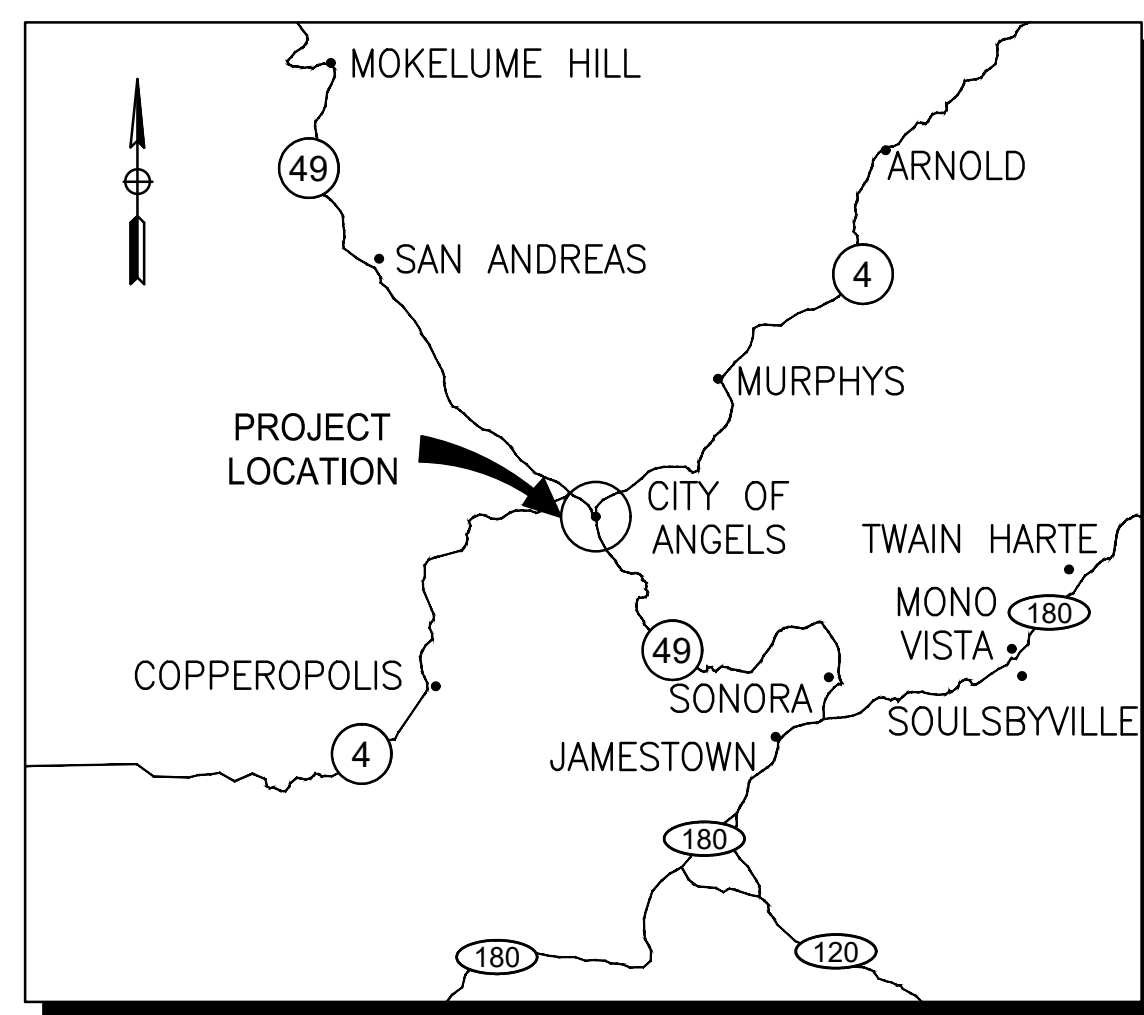 MOKELUME HILL
ARNOLD
49
SAN ANDREAS
4
MURPHYS
PROJECT
LOCATION
CITY OF
ANGELS
TWAIN HARTE
MONO
VISTA
180
49
COPPEROPOLIS
SONORA
SOULSBYVILLE
JAMESTOWN
4
180
180
120